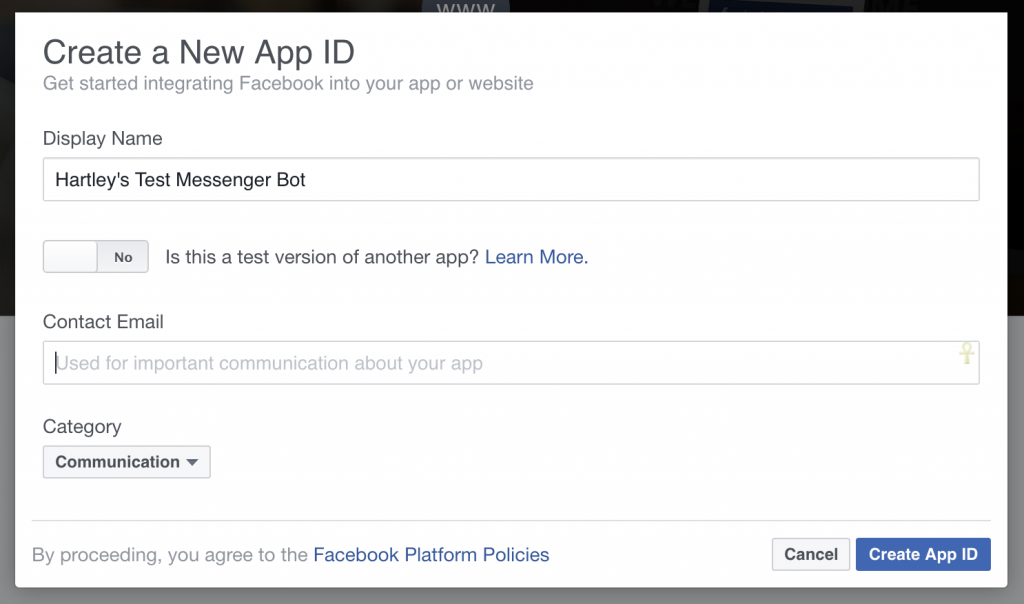 www
Create a New App ID
Get started integrating Facebook into your app or website
Display Name
Hartley's Test Messenger Bot
No Is this a test version of another app? Learn More.
Contact Email
Used for important communication about your app
Category
Communication
By proceeding, you agree to the Facebook Platform Policies Cancel Create App ID